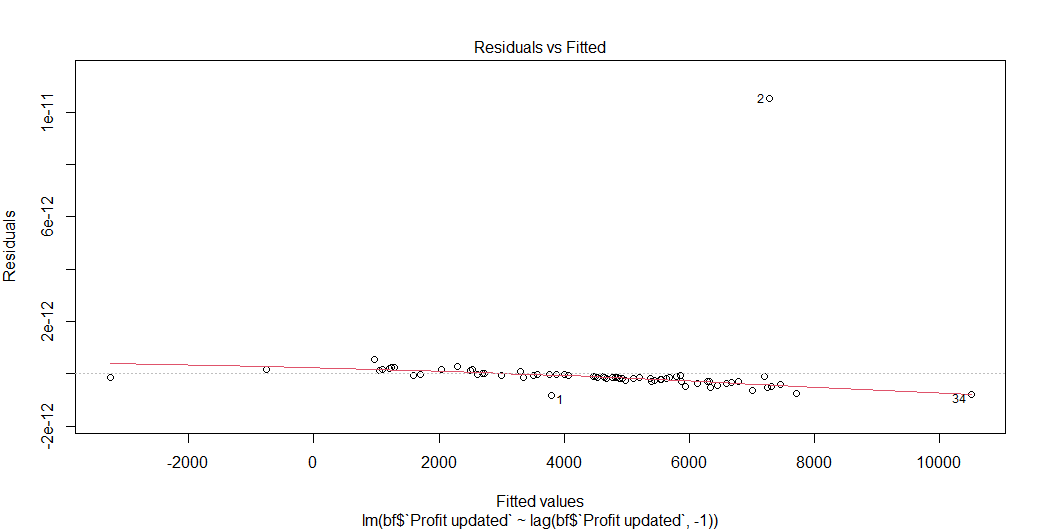 Residuals vs Fitted
Residuals
1e-11
6e-12
2e-12
-2e-12
2
1
34
-2000
0
2000
4000
6000
8000
10000
Fitted values
lm(bf$`Profit updated` ~ lag(bf$`Profit updated`, -1))